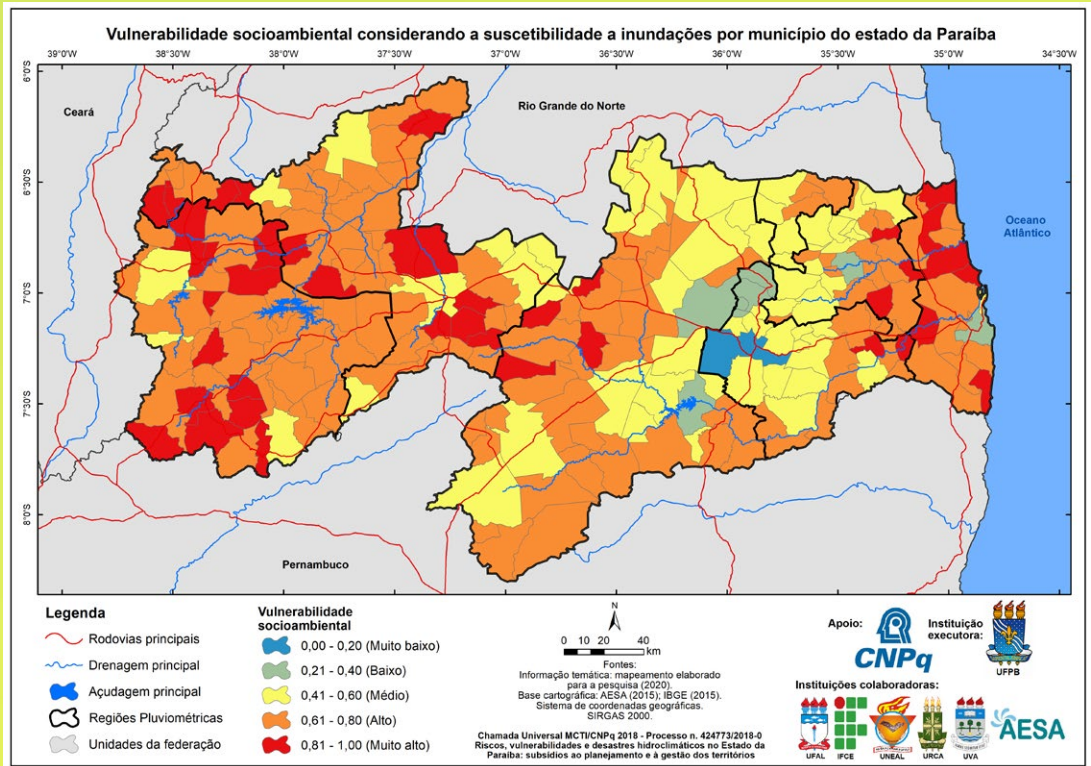 Vulnerabilidade socioambiental considerando a suscetibilidade a inundações por município do estado da Paraíba
39°0'W 38°30'W 38°0'W 37°30'W 37°0'W 36°30'W 36°0'W 35°30'W 35°0'W 34°30'W
6°0'S
Ceará
Rio Grande do Norte
6°30'S
Oceano
Atlântico
7°0'S
7°30'S
8°0'S
Pernambuco
Legenda
Rodovias principais
Drenagem principal
Açudagem principal
Regiões Pluviométricas
Unidades da federação
Vulnerabilidade
socioambiental
0,00 - 0,20 (Muito baixo)
0,21 - 0,40 (Baixo)
0,41 - 0,60 (Médio)
0,61 - 0,80 (Alto)
0,81 - 1,00 (Muito alto)
N
0 10 20 40
km
Fontes:
Informação temática: mapeamento elaborado
para a pesquisa (2020).
Base cartográfica: AESA (2015); IBGE (2015).
Sistema de coordenadas geográficas.
SIRGAS 2000.
Chamada Universal MCTI/CNPq 2018 - Processo n. 424773/2018-0
Riscos, vulnerabilidades e desastres hidroclimáticos no Estado da
Paraíba: subsídios ao planejamento e à gestão dos territórios
Apoio:
CNPq
Instituição
executora:
UFPB
Instituições colaboradoras:
UFAL IFCE UNEAL URCA UVA
AESA